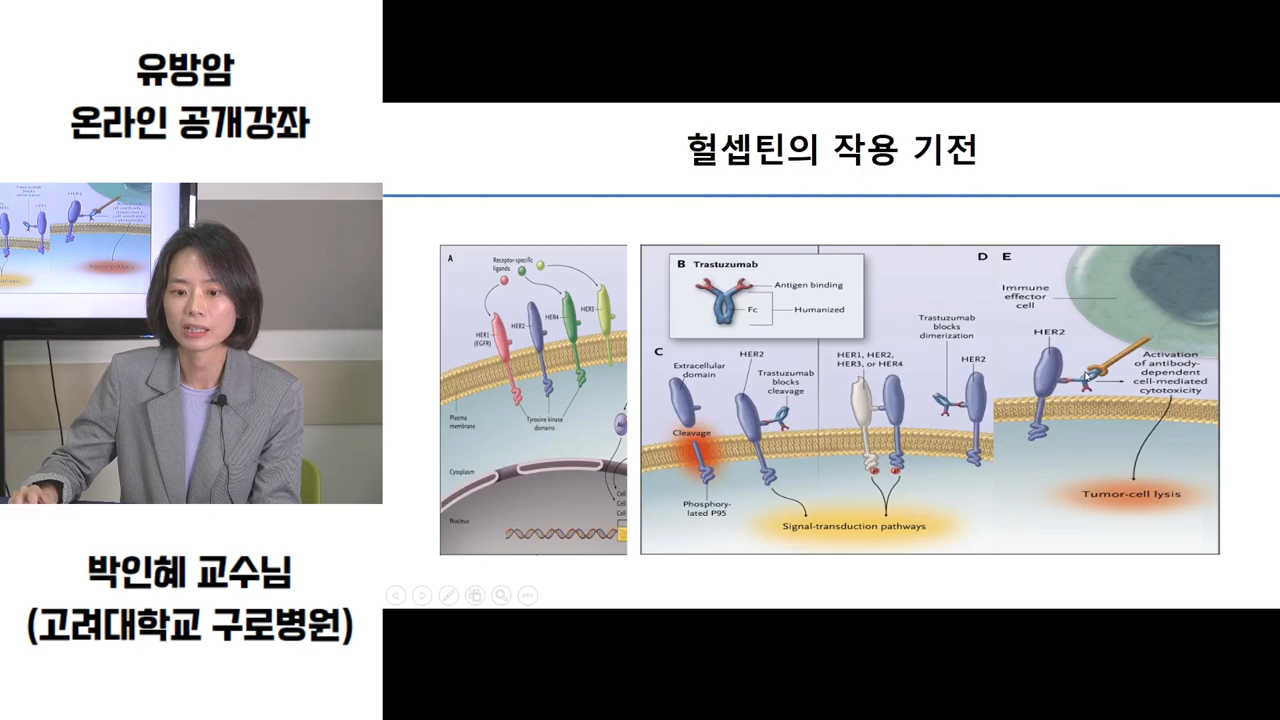 유방암
온라인 공개강좌
박인혜 교수님
(고려대학교 구로병원)
헐셉틴의 작용 기전
A
Receptor-specific
ligands
HER1
(EGFR)
HER2
HER4
HER3
Plasma
membrane
Tyrosine kinase
domains
Cytoplasm
Nucleus
Cell
Cell
Cell
B Trastuzumab
Antigen binding
Fc
Humanized
C
Extracellular
domain
HER2
Trastuzumab
blocks
cleavage
Cleavage
Phosphory-
lated P95
HER1, HER2,
HER3, or HER4
Signal-transduction pathways
D
Trastuzumab
blocks
dimerization
HER2
E
Immune
effector
cell
HER2
Activation
of antibody-
dependent
cell-mediated
cytotoxicity
Tumor-cell lysis